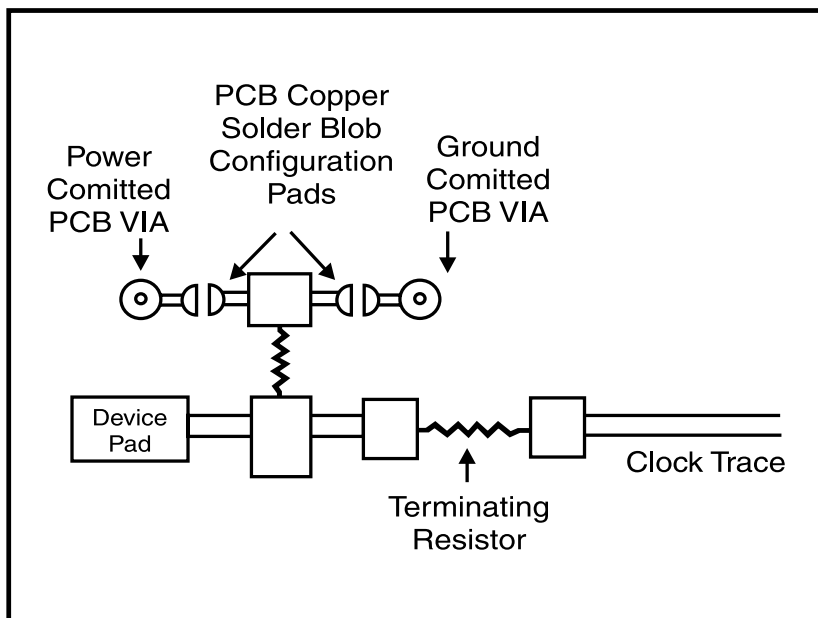 PCB Copper
Solder Blob
Configuration
Pads
Power
Comitted
PCB VIA
Ground
Comitted
PCB VIA
Device
Pad
Clock Trace
Terminating
Resistor